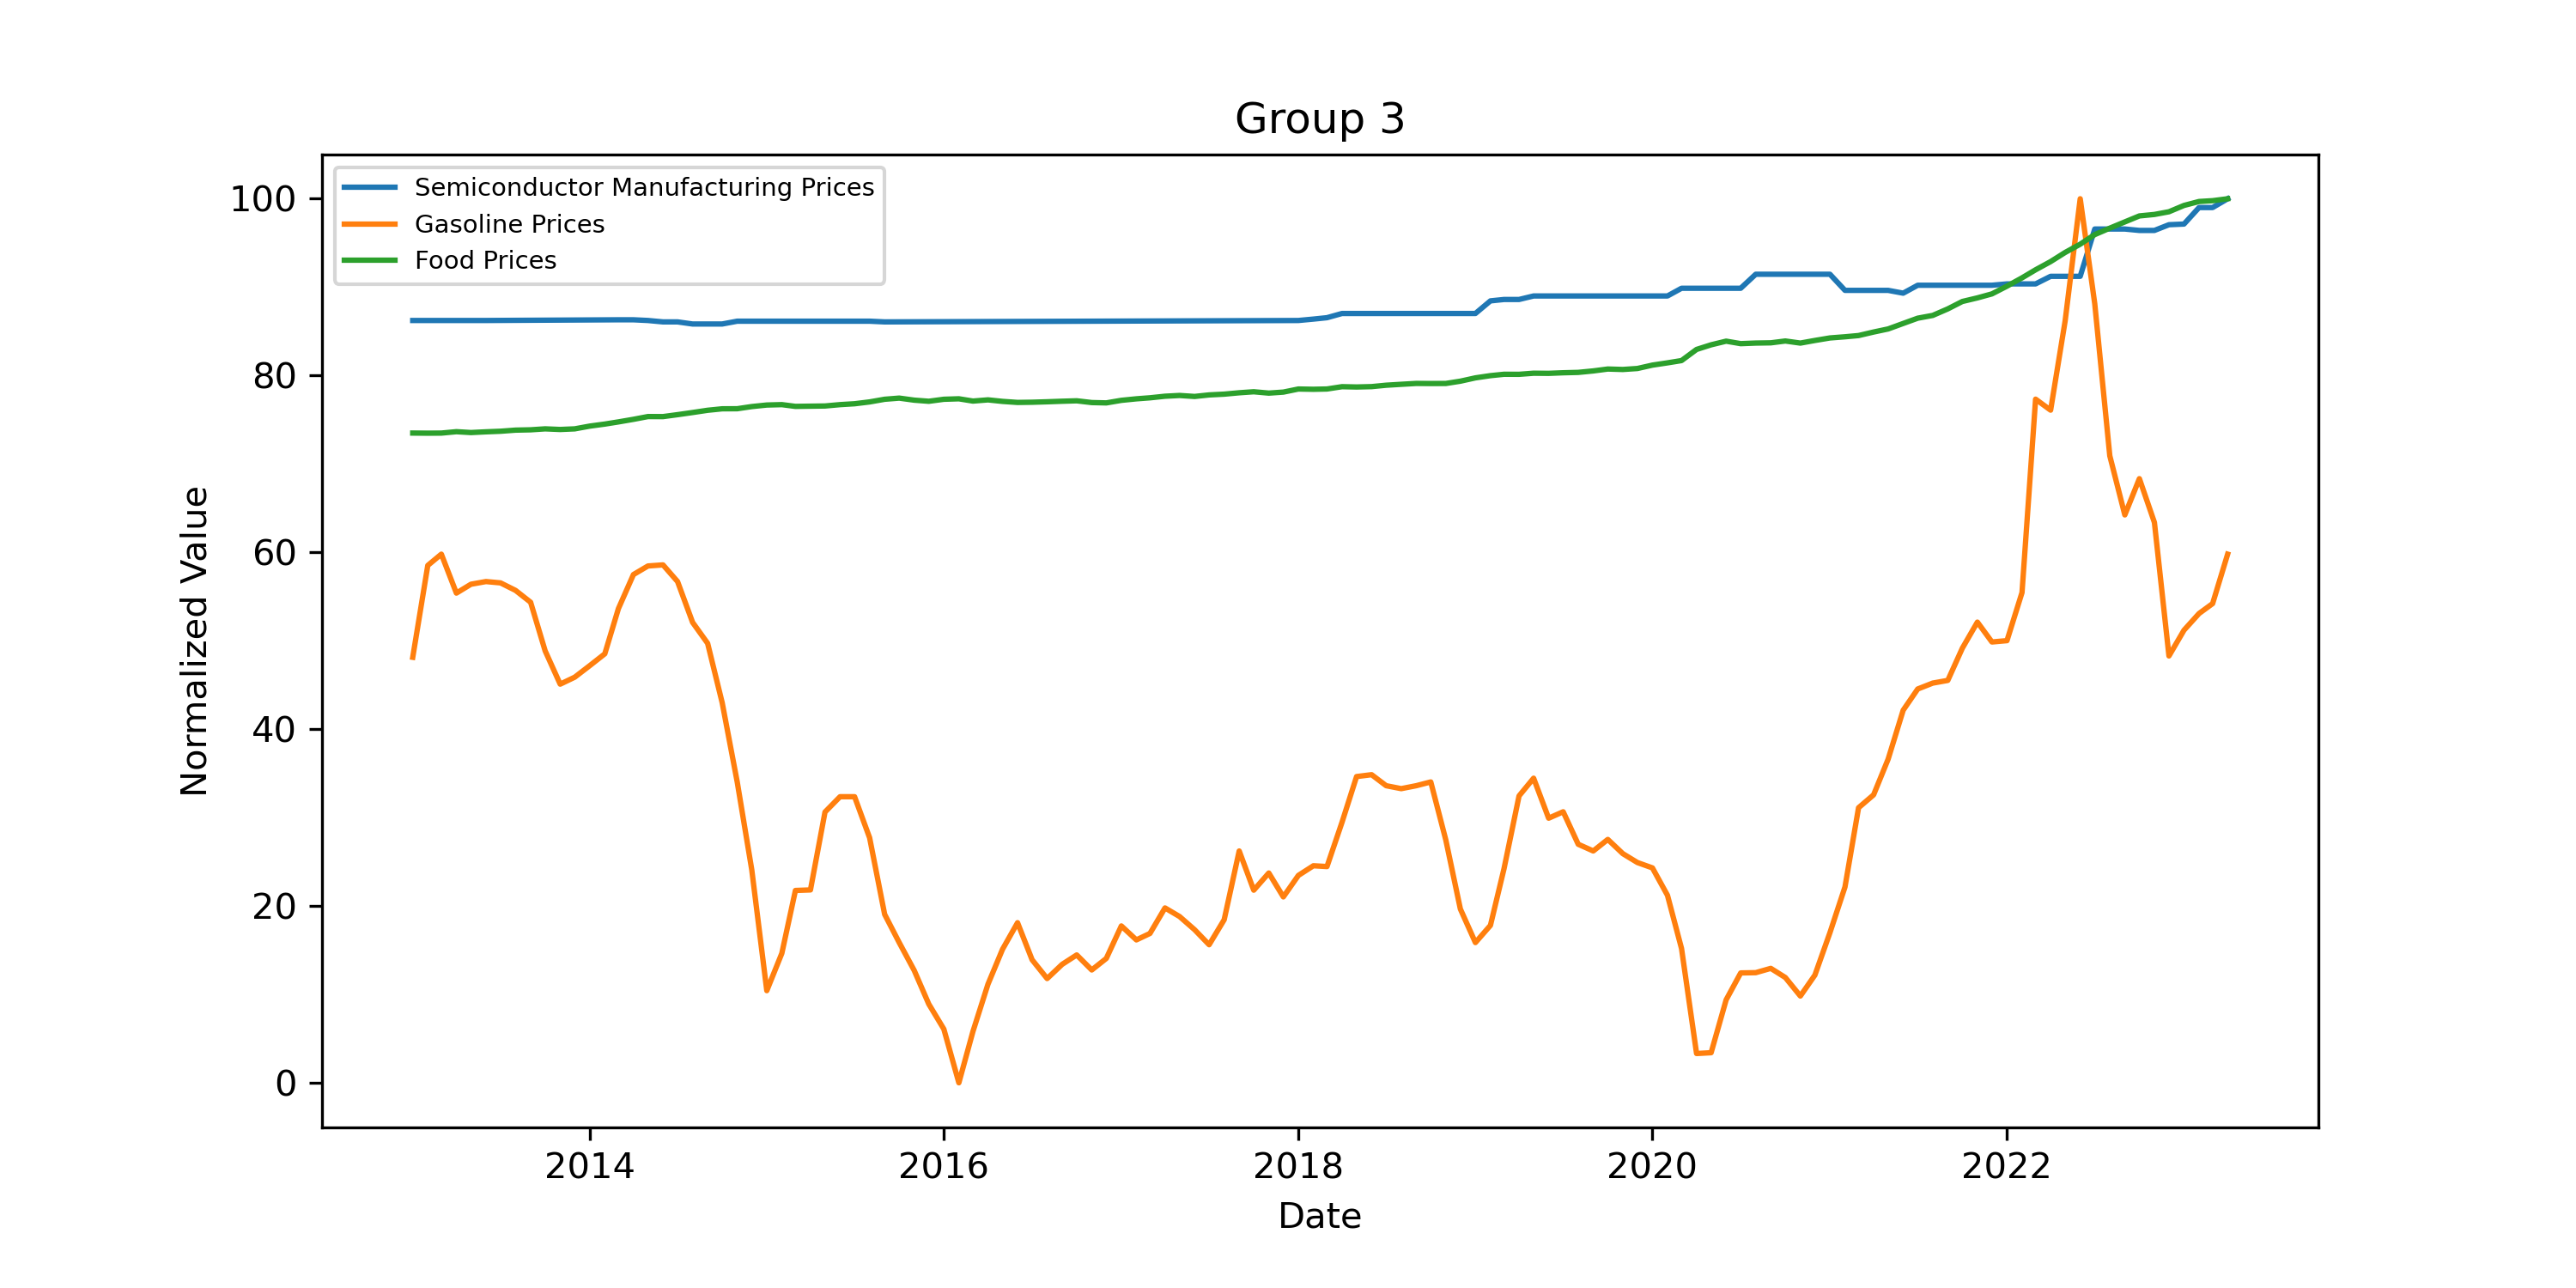 Group 3
Semiconductor Manufacturing Prices
Gasoline Prices
Food Prices
100
80
60
40
20
0
Normalized Value
2014 2016 2018 2020 2022
Date